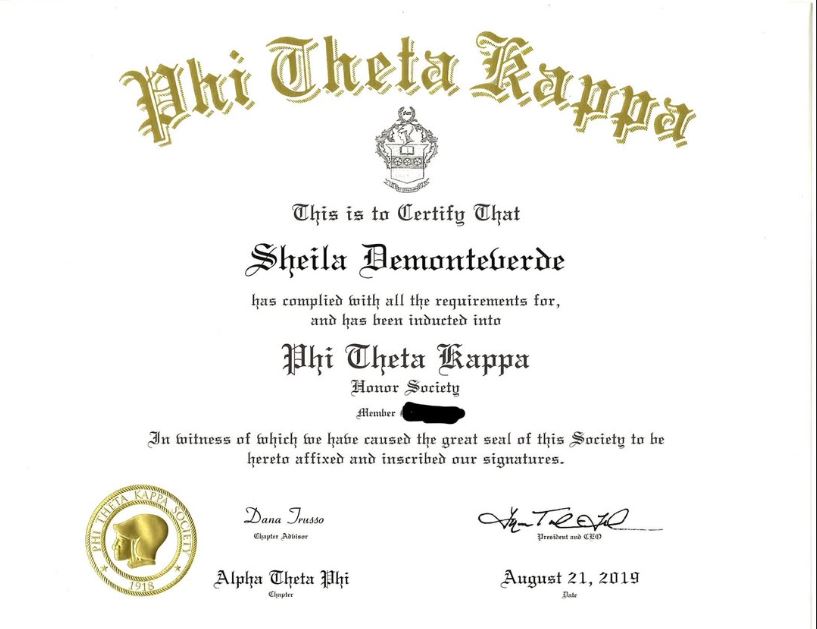 Phi Theta Kappa
This is to Certify That
Sheila Demonteverde
has complied with all the requirements for,
and has been inducted into
Phi Theta Kappa
Honor Society
Member
In witness of which we have caused the great seal of this Society to be
hereto affixed and inscribed our signatures.
PHI THETA KAPPA SOCIETY
1918
Dana Trusso
Chapter Advisor
President and CEO
Alpha Theta Phi
Chapter
August 21, 2019
Date